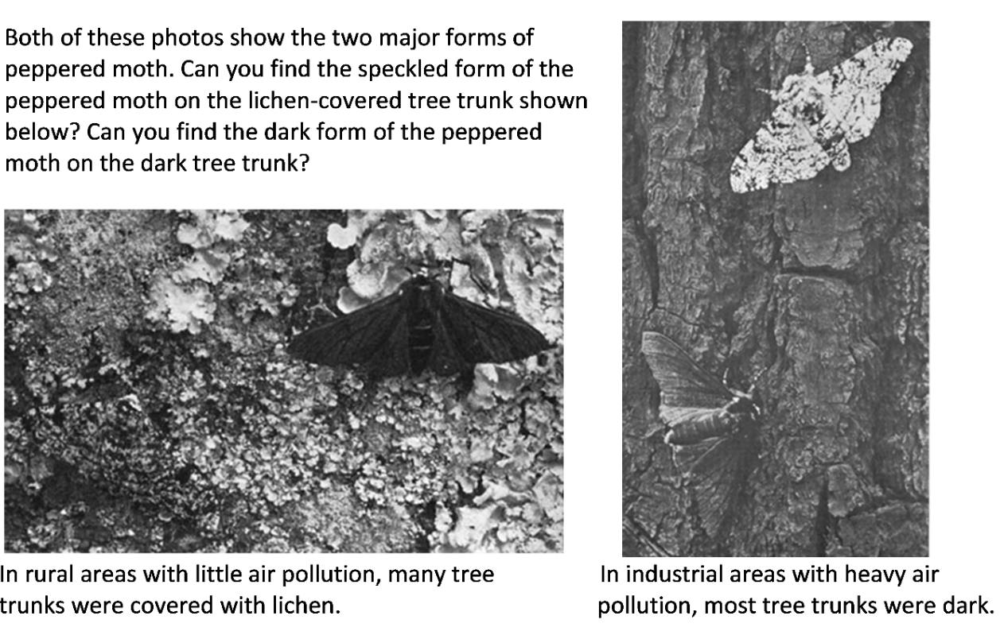 Both of these photos show the two major forms of
peppered moth. Can you find the speckled form of the
peppered moth on the lichen-covered tree trunk shown
below? Can you find the dark form of the peppered
moth on the dark tree trunk?
In rural areas with little air pollution, many tree
trunks were covered with lichen.
In industrial areas with heavy air
pollution, most tree trunks were dark.